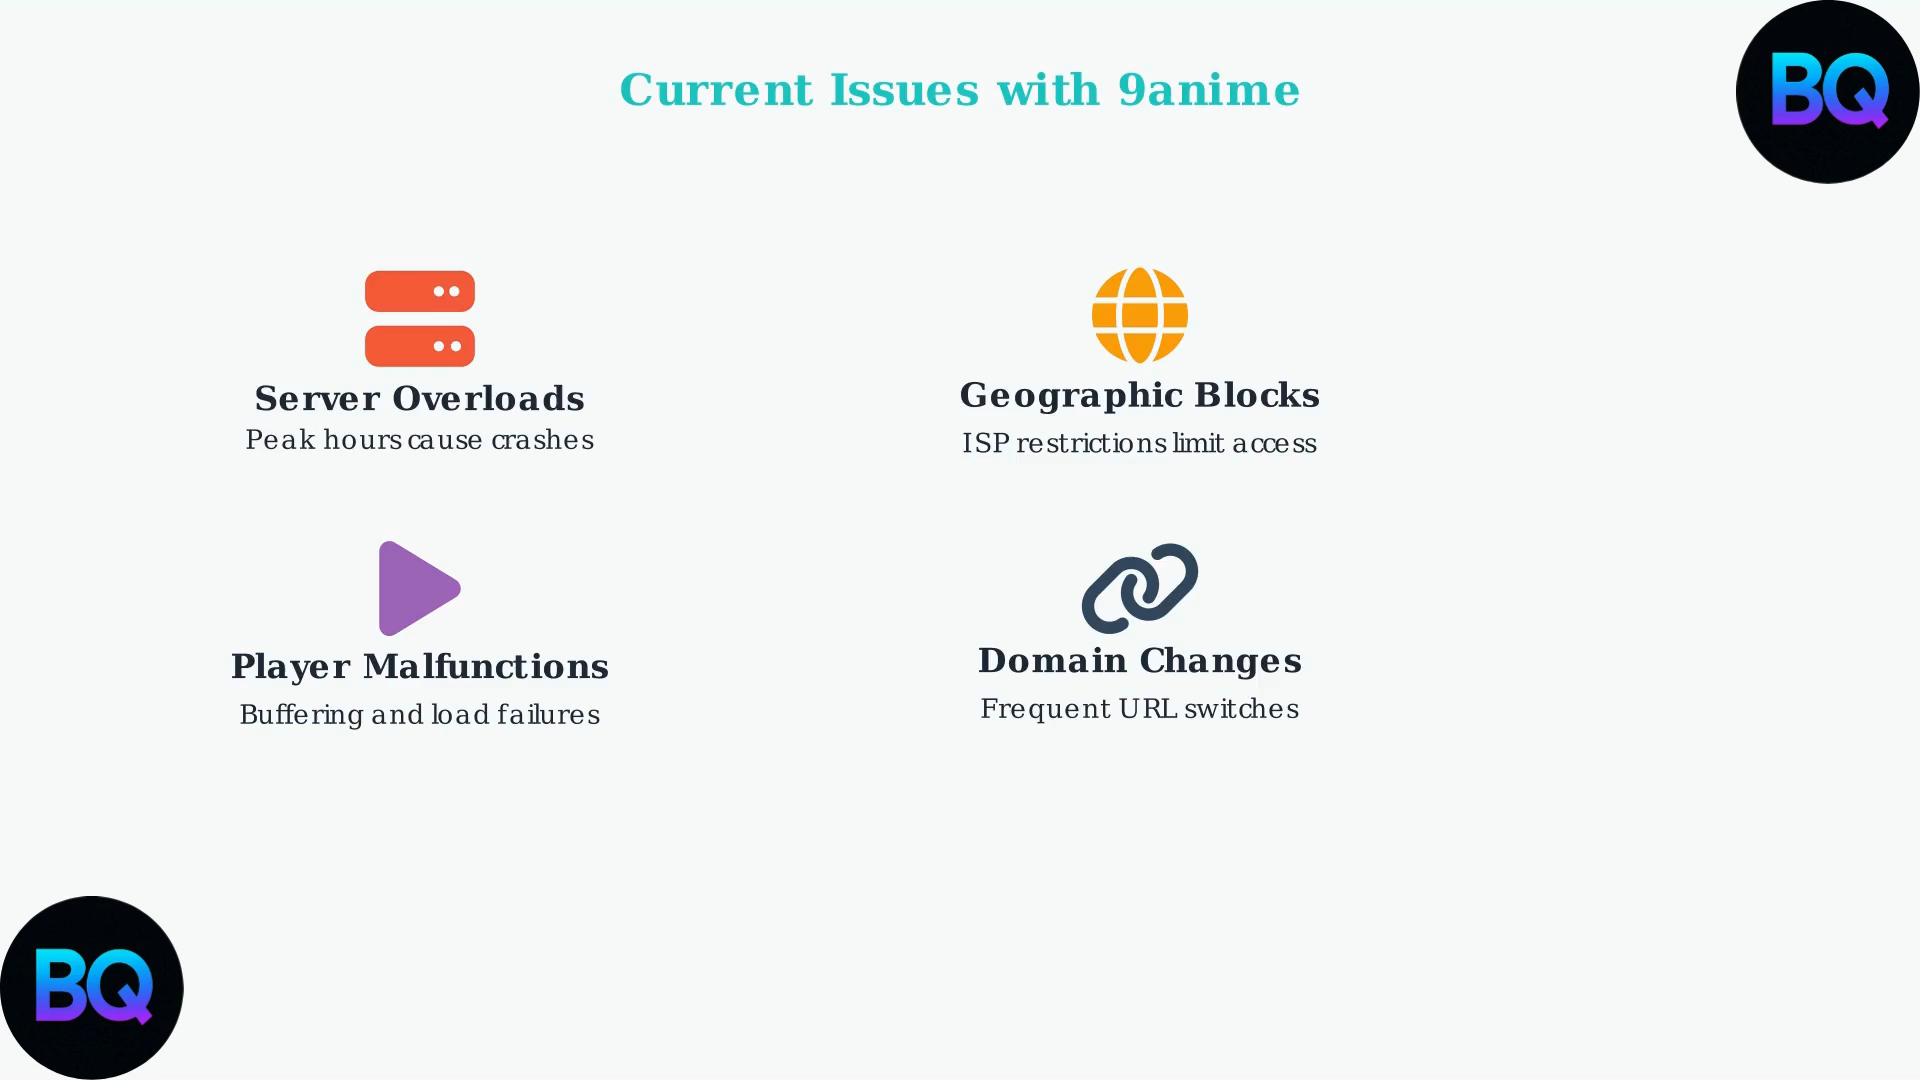 Current Issues with 9anime
BQ
Server Overloads
Peak hours cause crashes
Geographic Blocks
ISP restrictions limit access
Player Malfunctions
Buffering and load failures
Domain Changes
Frequent URL switches
BQ